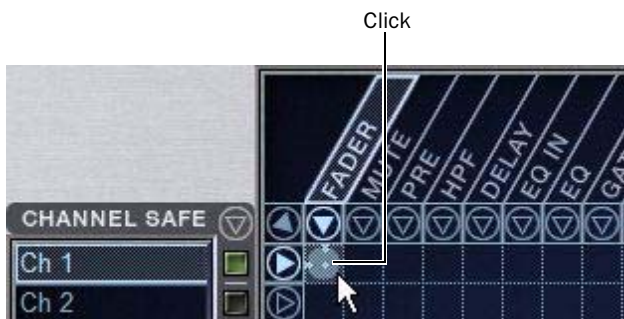 Click
FADER
MUTE
PRE
HPF
DELAY
EQ IN
EQ
CHANNEL SAFE
Ch 1
Ch 2